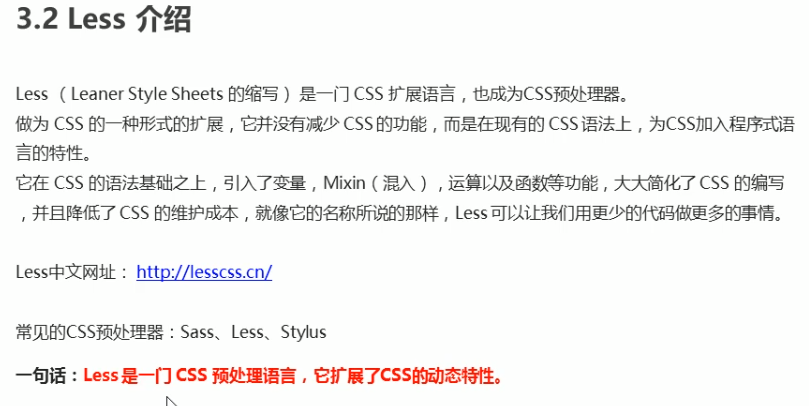 3.2 Less 介绍
Less （ Leaner Style Sheets 的缩写 ） 是一门 CSS 扩展语言，也成为CSS预处理器。
做为 CSS 的一种形式的扩展，它并没有减少 CSS 的功能，而是在现有的 CSS 语法上，为CSS加入程序式语
言的特性。
它在 CSS 的语法基础之上，引入了变量，Mixin（混入），运算以及函数等功能，大大简化了 CSS 的编写
，并且降低了 CSS 的维护成本，就像它的名称所说的那样，Less 可以让我们用更少的代码做更多的事情。
Less中文网址： http://lesscss.cn/
常见的CSS预处理器：Sass、Less、Stylus
一句话：Less 是一门 CSS 预处理语言，它扩展了CSS的动态特性。